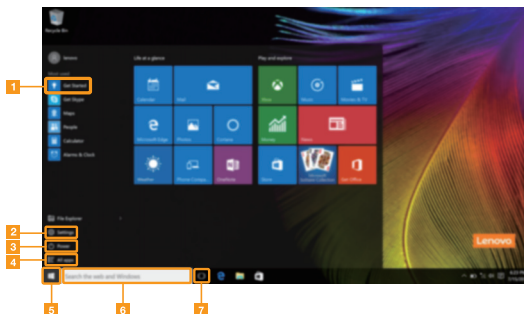 Recycle Bin
Lenovo
Life at a glance
Play and explore
Most used
1
Get Started
Get Skype
Maps
People
Calculator
Alarms & Clock
Calendar
Mail
Xbox
Music
Movies & TV
Microsoft Edge
Photos
Cortana
Money
News
Weather
Phone Compa...
OneNote
Store
Microsoft
Solitaire Collection
Get Office
File Explorer
2
Settings
3
Power
4
All apps
Lenovo
Search the web and Windows
5
6
7